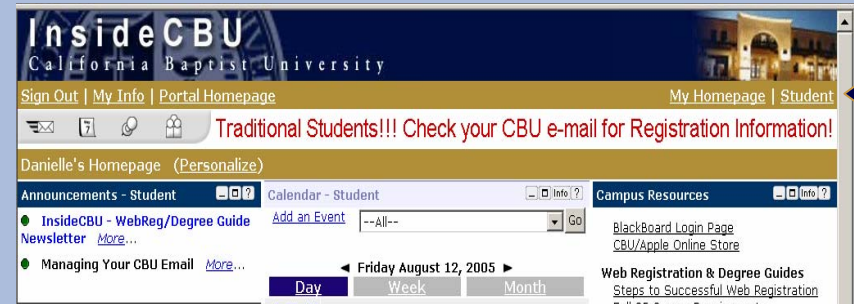 InsideCBU
California Baptist University
Sign Out | My Info | Portal Homepage
My Homepage | Student
7
Traditional Students!!! Check your CBU e-mail for Registration Information!
Danielle's Homepage (Personalize)
Announcements - Student
?
InsideCBU - WebReg/Degree Guide
Newsletter More...
Managing Your CBU Email More...
Calendar - Student
Info ?
Add an Event
--All--
Go
Friday August 12, 2005
Day Week Month
Campus Resources
Info ?
BlackBoard Login Page
CBU/Apple Online Store
Web Registration & Degree Guides
Steps to Successful Web Registration